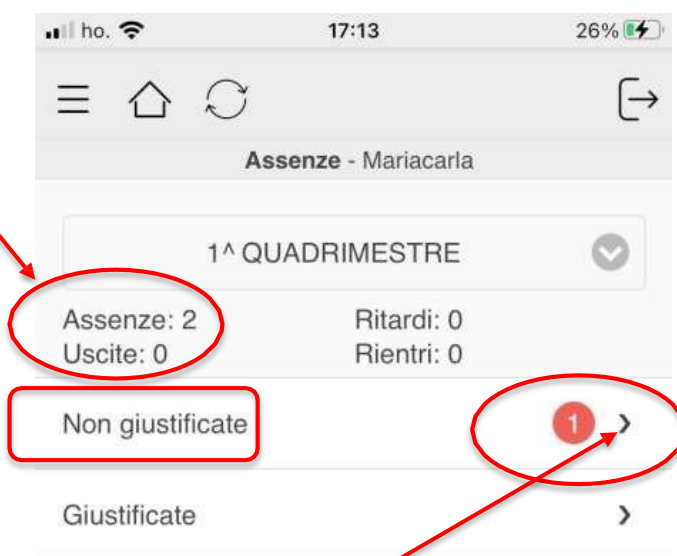 ho. 17:13 26%
Assenze - Mariacarla
1^ QUADRIMESTRE
Assenze: 2 Ritardi: 0
Uscite: 0 Rientri: 0
Non giustificate 1
Giustificate